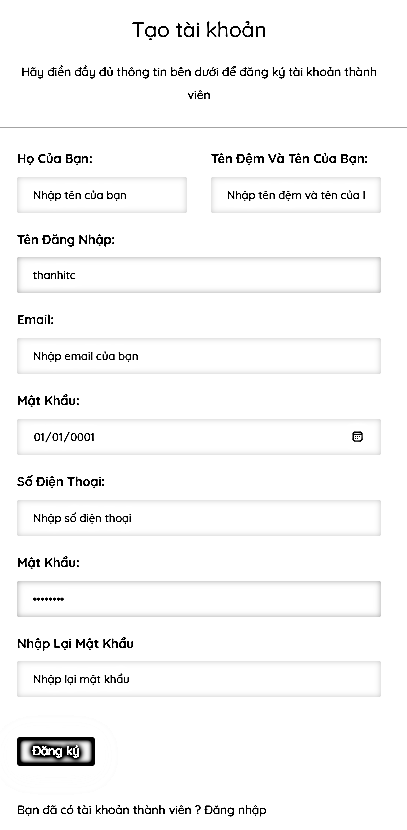 Tạo tài khoản
Hãy điền đầy đủ thông tin bên dưới để đăng ký tài khoản thành
viên
Họ Của Bạn:
Tên Đệm Và Tên Của Bạn:
Nhập tên của bạn
Nhập tên đệm và tên của l
Tên Đăng Nhập:
thanhitc
Email:
Nhập email của bạn
Mật Khẩu:
01/01/0001
Số Điện Thoại:
Nhập số điện thoại
Mật Khẩu:
••••••••
Nhập Lại Mật Khẩu
Nhập lại mật khẩu
Đăng ký
Bạn đã có tài khoản thành viên ? Đăng nhập